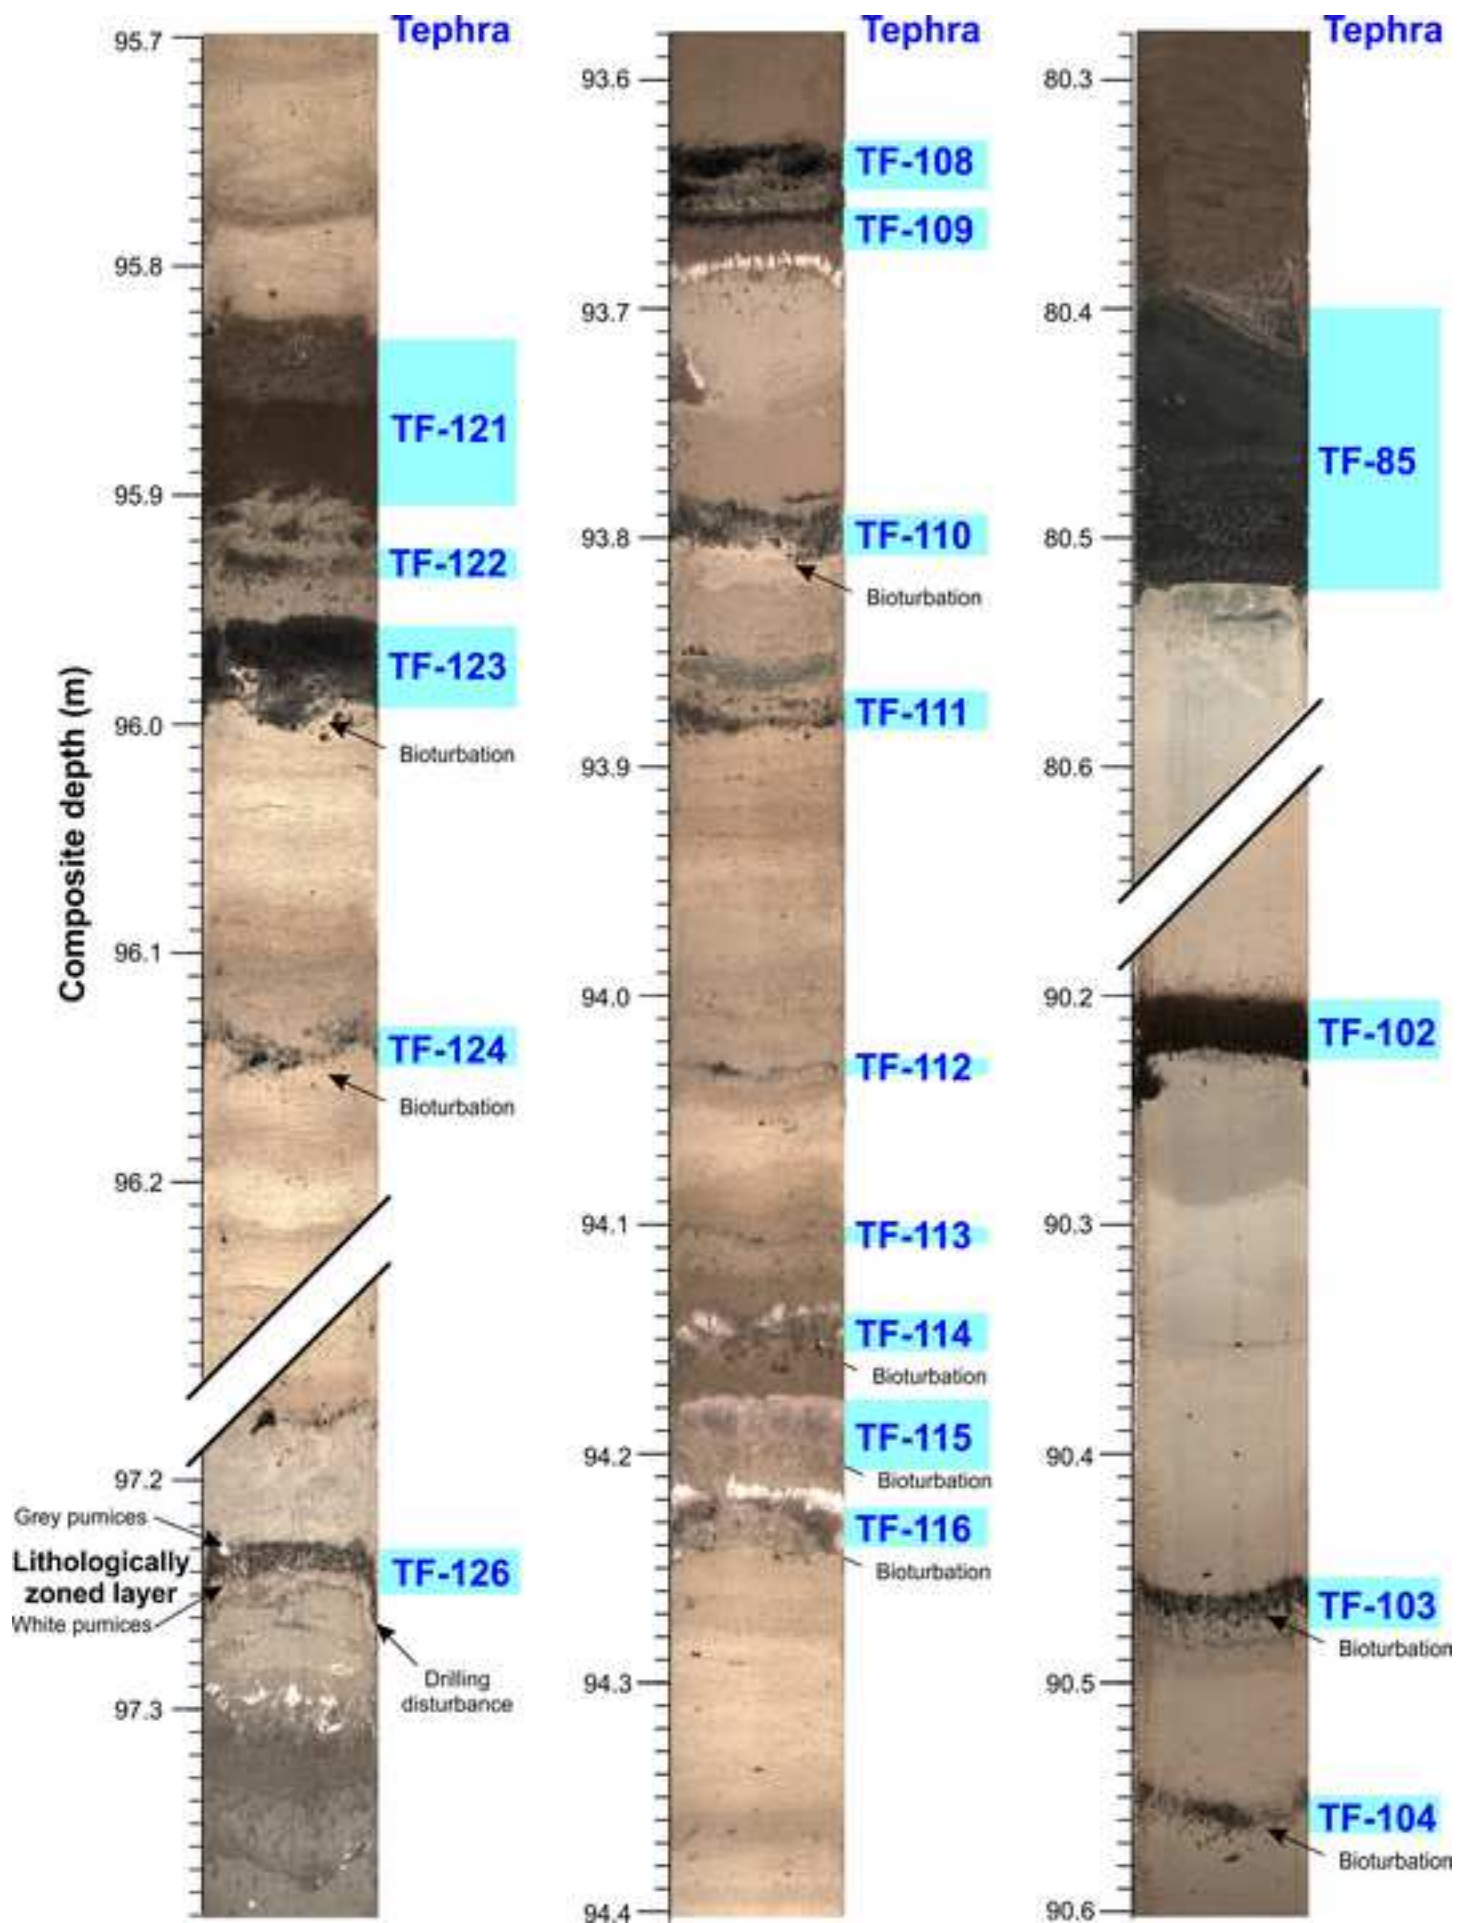 Tephra
95.7
95.8
TF-121
95.9
TF-122
TF-123
96.0
Bioturbation
Composite depth (m)
96.1
TF-124
Bioturbation
96.2
97.2
Grey pumices
Lithologically
zoned layer
TF-126
White pumices
Drilling
disturbance
97.3
Tephra
93.6
TF-108
TF-109
93.7
TF-110
93.8
Bioturbation
TF-111
93.9
94.0
TF-112
94.1
TF-113
TF-114
Bioturbation
TF-115
94.2
Bioturbation
TF-116
Bioturbation
94.3
94.4
Tephra
80.3
80.4
TF-85
80.5
80.6
90.2
TF-102
90.3
90.4
TF-103
Bioturbation
90.5
TF-104
Bioturbation
90.6